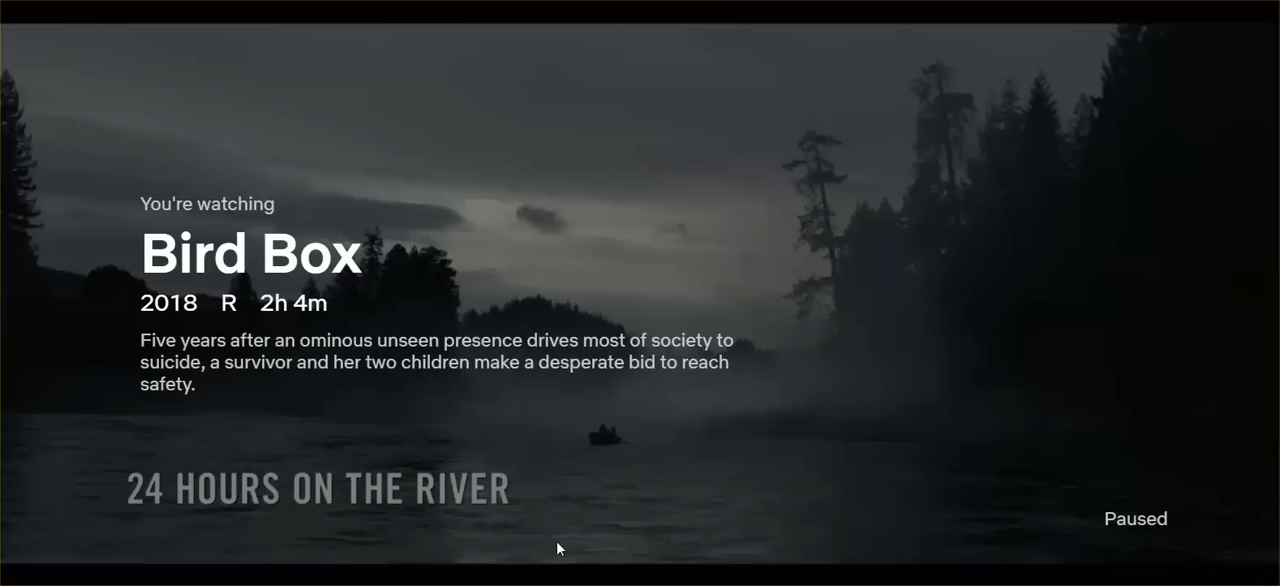 You're watching
Bird Box
2018 R 2h 4m
Five years after an ominous unseen presence drives most of society to
suicide, a survivor and her two children make a desperate bid to reach
safety.
24 HOURS ON THE RIVER
Paused